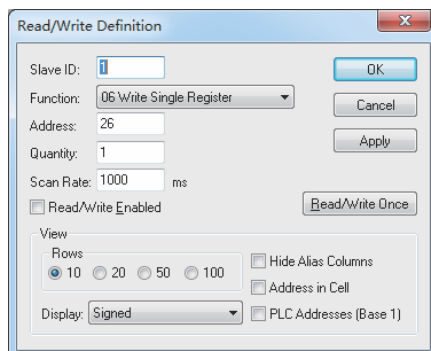 Read/Write Definition
Slave ID: 1
OK
Function: 06 Write Single Register
Cancel
Address: 26
Apply
Quantity: 1
Scan Rate: 1000 ms
Read/Write Enabled
Read/Write Once
View
Rows
10 20 50 100
Hide Alias Columns
Address in Cell
Display: Signed
PLC Addresses (Base 1)